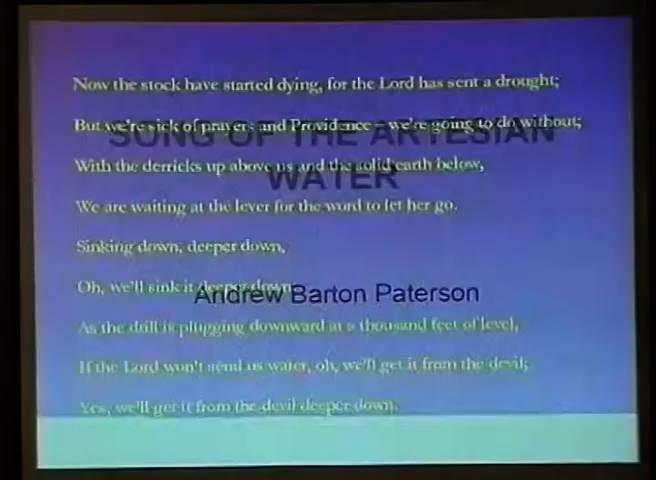 Now the stock have started dying, for the Lord has sent a drought;
But we're sick of prayers and Providence – we're going to do without;
SONG OF THE ARTESIAN
With the derricks up above us and the solid earth below,
WATER
We are waiting at the lever for the word to let her go.
Sinking down, deeper down,
Oh, we'll sink it deeper down
Andrew Barton Paterson
As the drill is plugging downward at a thousand feet of level,
If the Lord won't send us water, oh, we'll get it from the devil;
Yes, we'll get it from the devil deeper down.